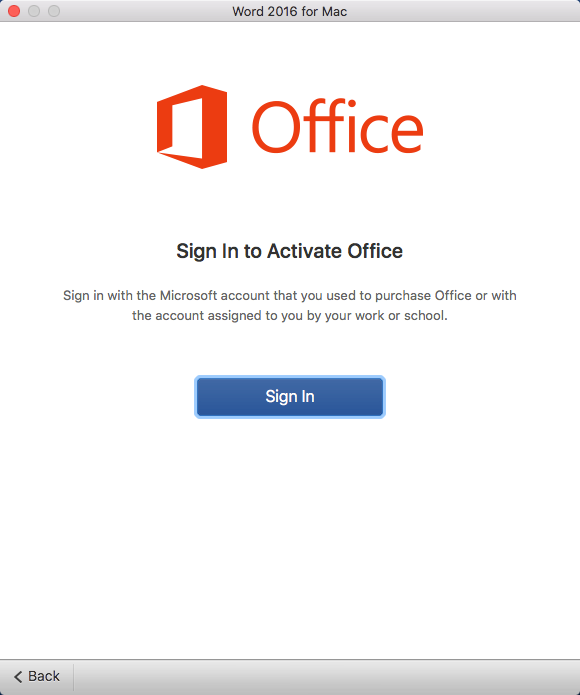 Word 2016 for Mac
Office
Sign In to Activate Office
Sign in with the Microsoft account that you used to purchase Office or with
the account assigned to you by your work or school.
Sign In
Back